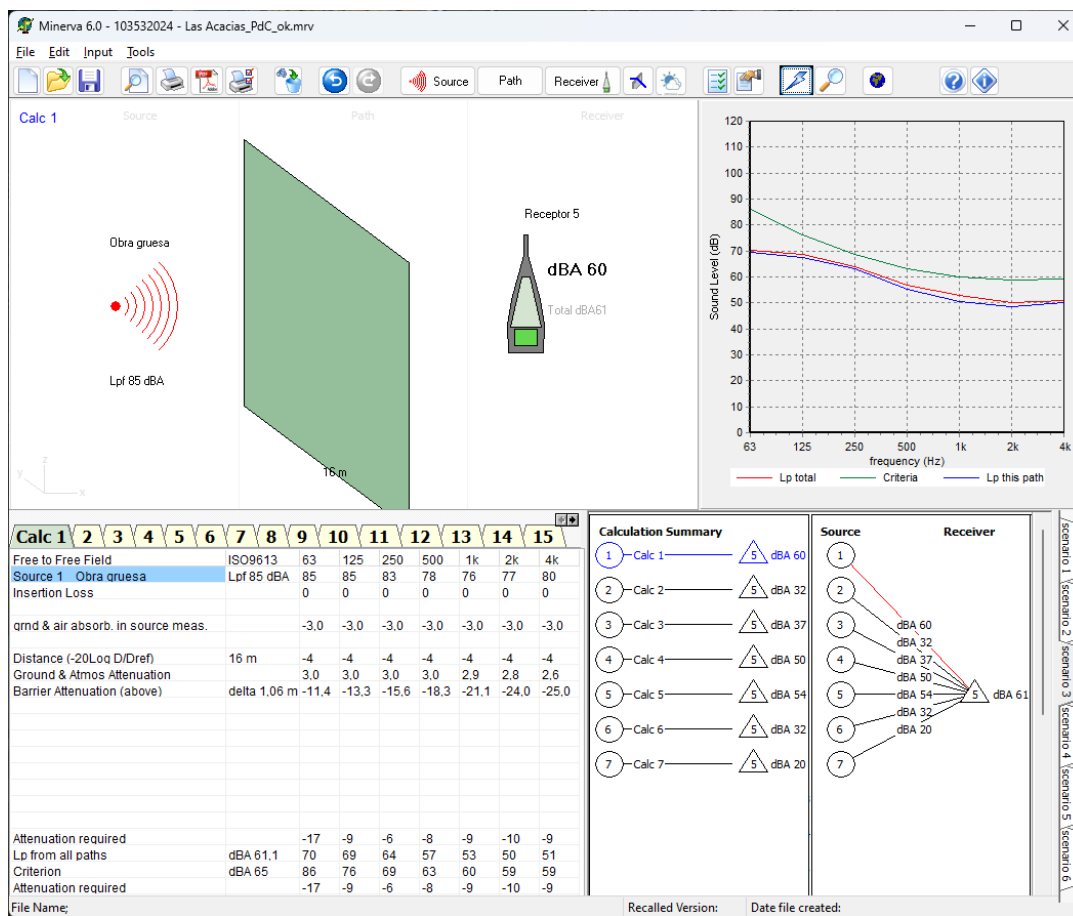 Minerva 6.0 - 103532024 - Las Acacias_PdC_ok.mrv
File Edit Input Tools
Source Path Receiver
Calc 1 Source Path Receiver
Receptor 5
Obra gruesa
dBA 60
Total dBA61
Lpf 85 dBA
16 m
Z
Y
X
Sound Level (dB)
120
110
100
90
80
70
60
50
40
30
20
10
0
63 125 250 500 1k 2k 4k
frequency (Hz)
Lp total Criteria Lp this path
Calc 1 2 3 4 5 6 7 8 9 10 11 12 13 14 15
Free to Free Field ISO9613 63 125 250 500 1k 2k 4k
Source 1 Obra gruesa Lpf 85 dBA 85 85 83 78 76 77 80
Insertion Loss 0 0 0 0 0 0 0
grnd & air absorb. in source meas. -3,0 -3,0 -3,0 -3,0 -3,0 -3,0 -3,0
Distance (-20Log D/Dref) 16 m -4 -4 -4 -4 -4 -4 -4
Ground & Atmos Attenuation 3,0 3,0 3,0 3,0 2,9 2,8 2,6
Barrier Attenuation (above) delta 1,06 m -11,4 -13,3 -15,6 -18,3 -21,1 -24,0 -25,0
Attenuation required -17 -9 -6 -8 -9 -10 -9
Lp from all paths dBA 61,1 70 69 64 57 53 50 51
Criterion dBA 65 86 76 69 63 60 59 59
Attenuation required -17 -9 -6 -8 -9 -10 -9
Calculation Summary
1 Calc 1 5 dBA 60
2 Calc 2 5 dBA 32
3 Calc 3 5 dBA 37
4 Calc 4 5 dBA 50
5 Calc 5 5 dBA 54
6 Calc 6 5 dBA 32
7 Calc 7 5 dBA 20
Source Receiver
1
2
3
4
5
6
7
dBA 60
dBA 32
dBA 37
dBA 50
dBA 54
dBA 32
dBA 20
5 dBA 61
scenario 1
scenario 2
scenario 3
scenario 4
scenario 5
scenario 6
File Name; Recalled Version: Date file created: